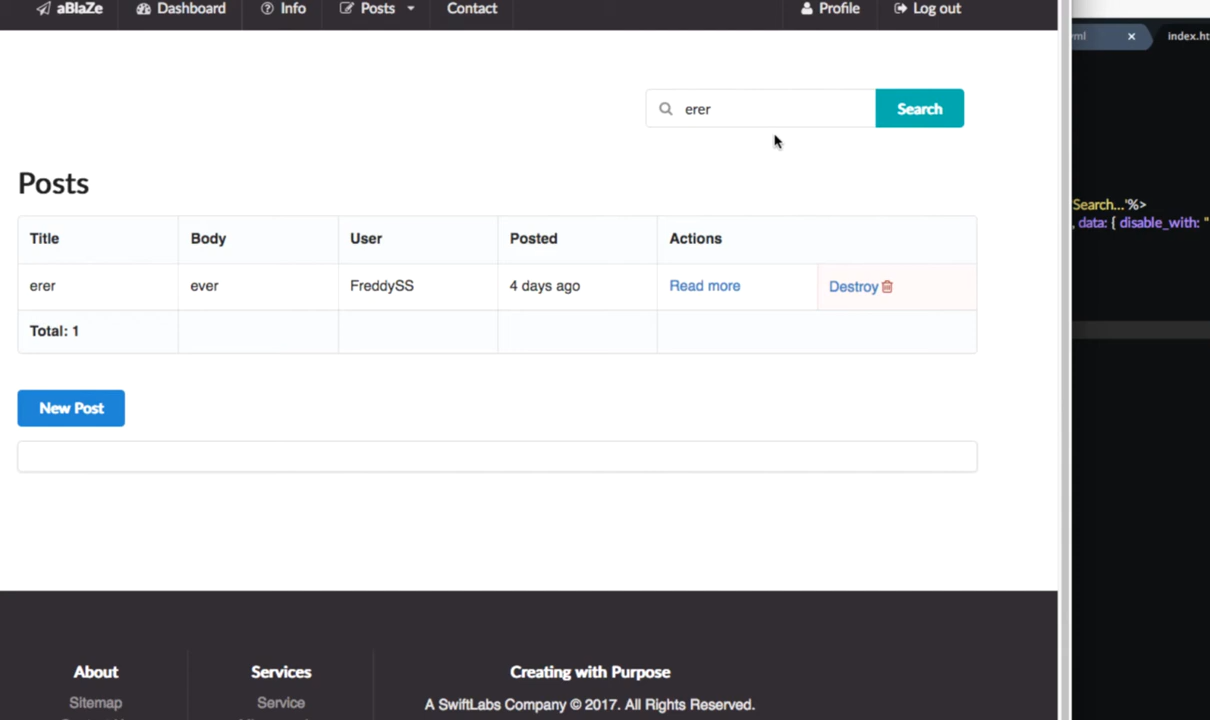 aBlaZe Dashboard Info Posts Contact Profile Log out
ml index.ht
erer Search
Search...'%>
, data: { disable_with: "
Posts
Title Body User Posted Actions
erer ever FreddySS 4 days ago Read more Destroy
Total: 1
New Post
About Services Creating with Purpose
Sitemap Service A SwiftLabs Company © 2017. All Rights Reserved.